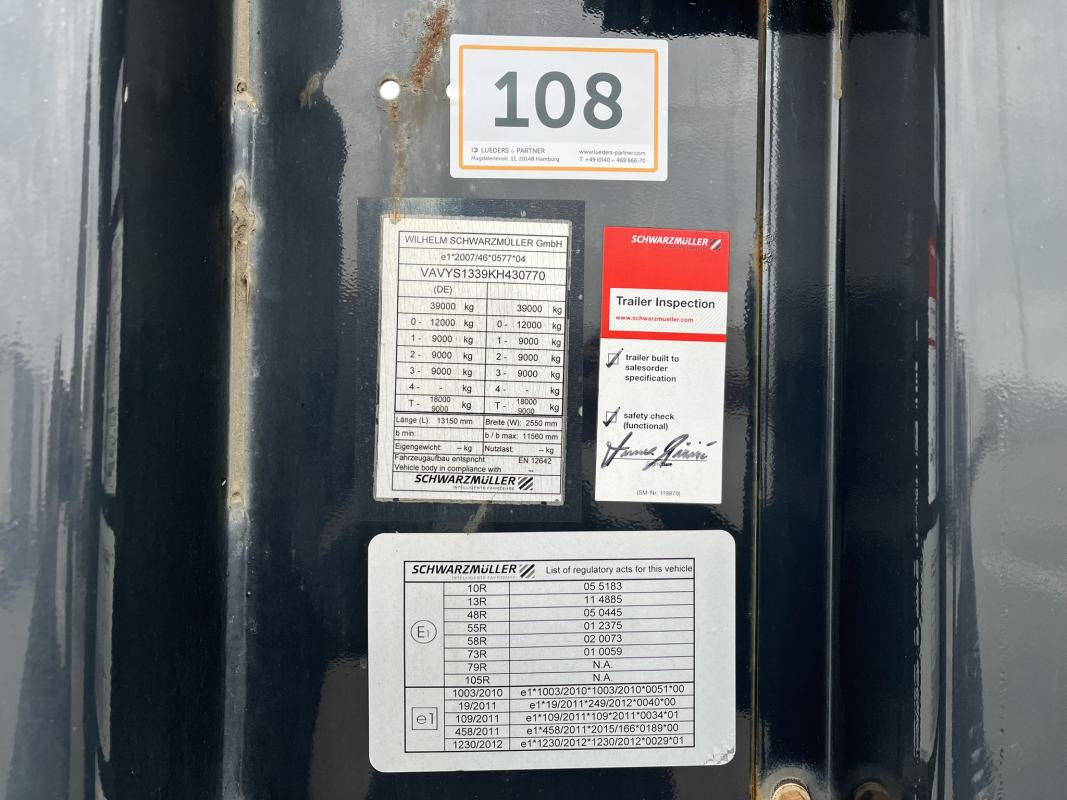 108
LUEDERS & PARTNER www.lueders-partner.com
Magdalenenstr. 11, 20148 Hamburg T +49 (0)40 – 469 666-70
WILHELM SCHWARZMÜLLER GmbH
e1*2007/46*0577*04
VAVYS1339KH430770
(DE)
39000 kg 39000 kg
0 - 12000 kg 0 - 12000 kg
1 - 9000 kg 1 - 9000 kg
2 - 9000 kg 2 - 9000 kg
3 - 9000 kg 3 - 9000 kg
4 - - kg 4 - - kg
T - 18000 9000 kg T - 18000 9000 kg
Länge (L): 13150 mm Breite (W): 2550 mm
b min: b / b max: 11560 mm
Eigengewicht: -- kg Nutzlast: -- kg
Fahrzeugaufbau entspricht EN 12642
Vehicle body in compliance with --
SCHWARZMÜLLER
INTELLIGENTE FAHRZEUGE
SCHWARZMÜLLER
Trailer Inspection
www.schwarzmueller.com
trailer built to
salesorder
specification
safety check
(functional)
(SM-Nr. 119879)
SCHWARZMÜLLER List of regulatory acts for this vehicle
INTELLIGENTE FAHRZEUGE
10R 05 5183
13R 11 4885
48R 05 0445
E1 55R 01 2375
58R 02 0073
73R 01 0059
79R N.A.
105R N.A.
1003/2010 e1*1003/2010*1003/2010*0051*00
19/2011 e1*19/2011*249/2012*0040*00
e1 109/2011 e1*109/2011*109*2011*0034*01
458/2011 e1*458/2011*2015/166*0189*00
1230/2012 e1*1230/2012*1230/2012*0029*01